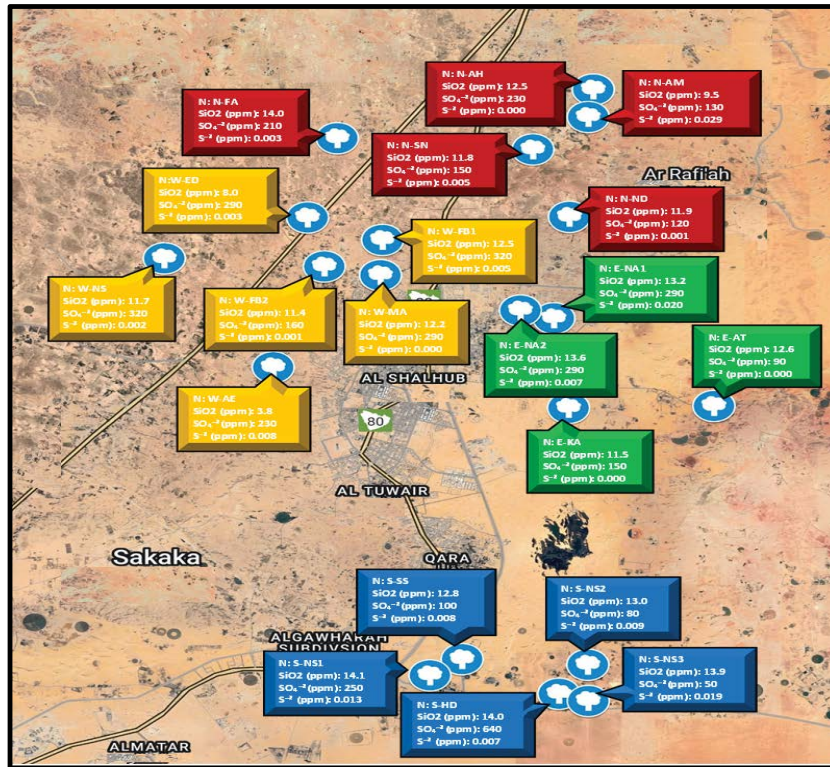 N: N-AH
SiO2 (ppm): 12.5
SO₄⁻² (ppm): 230
S⁻² (ppm): 0.000
N: N-AM
SiO2 (ppm): 9.5
SO₄⁻² (ppm): 130
S⁻² (ppm): 0.029
N: N-FA
SiO2 (ppm): 14.0
SO₄⁻² (ppm): 210
S⁻² (ppm): 0.003
N: N-SN
SiO2 (ppm): 11.8
SO₄⁻² (ppm): 150
S⁻² (ppm): 0.005
Ar Rafi'ah
N:W-ED
SiO2 (ppm): 8.0
SO₄⁻² (ppm): 290
S⁻² (ppm): 0.003
N: N-ND
SiO2 (ppm): 11.9
SO₄⁻² (ppm): 120
S⁻² (ppm): 0.001
N: W-FB1
SiO2 (ppm): 12.5
SO₄⁻² (ppm): 320
S⁻² (ppm): 0.005
N: W-NS
SiO2 (ppm): 11.7
SO₄⁻² (ppm): 320
S⁻² (ppm): 0.002
N: W-FB2
SiO2 (ppm): 11.4
SO₄⁻² (ppm): 160
S⁻² (ppm): 0.001
N: W-MA
SiO2 (ppm): 12.2
SO₄⁻² (ppm): 290
S⁻² (ppm): 0.000
N: E-NA1
SiO2 (ppm): 13.2
SO₄⁻² (ppm): 290
S⁻² (ppm): 0.020
N: E-NA2
SiO2 (ppm): 13.6
SO₄⁻² (ppm): 290
S⁻² (ppm): 0.007
N: E-AT
SiO2 (ppm): 12.6
SO₄⁻² (ppm): 90
S⁻² (ppm): 0.000
AL SHALHUB
N: W-AE
SiO2 (ppm): 3.8
SO₄⁻² (ppm): 230
S⁻² (ppm): 0.008
80
N: E-KA
SiO2 (ppm): 11.5
SO₄⁻² (ppm): 150
S⁻² (ppm): 0.000
AL TUWAIR
Sakaka
QARA
N: S-SS
SiO2 (ppm): 12.8
SO₄⁻² (ppm): 100
S⁻² (ppm): 0.008
N: S-NS2
SiO2 (ppm): 13.0
SO₄⁻² (ppm): 80
S⁻² (ppm): 0.009
ALGAWHARAH
SUBDIVSION
N: S-NS1
SiO2 (ppm): 14.1
SO₄⁻² (ppm): 250
S⁻² (ppm): 0.013
N: S-NS3
SiO2 (ppm): 13.9
SO₄⁻² (ppm): 50
S⁻² (ppm): 0.019
N: S-HD
SiO2 (ppm): 14.0
SO₄⁻² (ppm): 640
S⁻² (ppm): 0.007
ALMATAR